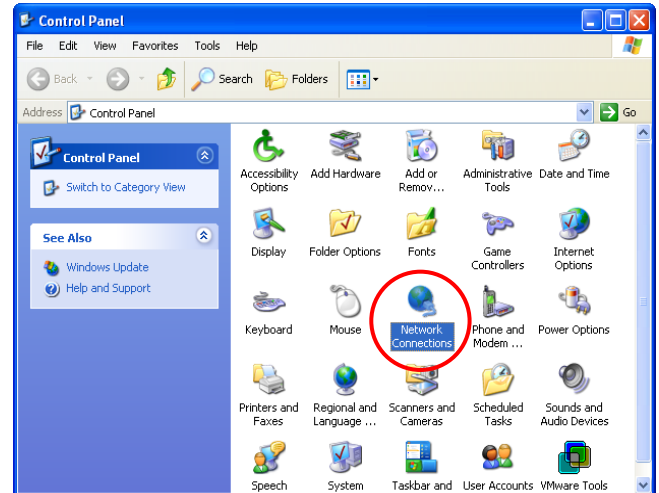 Control Panel
File Edit View Favorites Tools Help
Back Search Folders
Address Control Panel Go
Control Panel
Switch to Category View
See Also
Windows Update
Help and Support
Accessibility Options
Add Hardware
Add or Remov...
Administrative Tools
Date and Time
Display
Folder Options
Fonts
Game Controllers
Internet Options
Keyboard
Mouse
Network Connections
Phone and Modem ...
Power Options
Printers and Faxes
Regional and Language ...
Scanners and Cameras
Scheduled Tasks
Sounds and Audio Devices
Speech
System
Taskbar and
User Accounts
VMware Tools